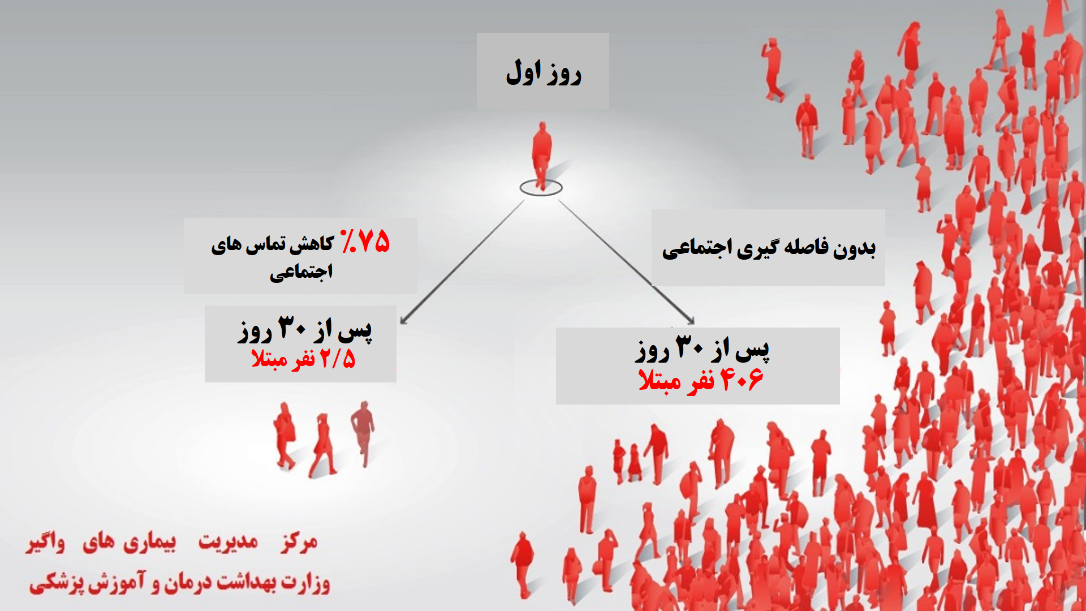 روز اول
بدون فاصله گیری اجتماعی
پس از ۳۰ روز
۴۰۶ نفر مبتلا
۷۵% کاهش تماس های
اجتماعی
پس از ۳۰ روز
۲/۵ نفر مبتلا
مرکز مدیریت بیماری های واگیر
وزارت بهداشت درمان و آموزش پزشکی